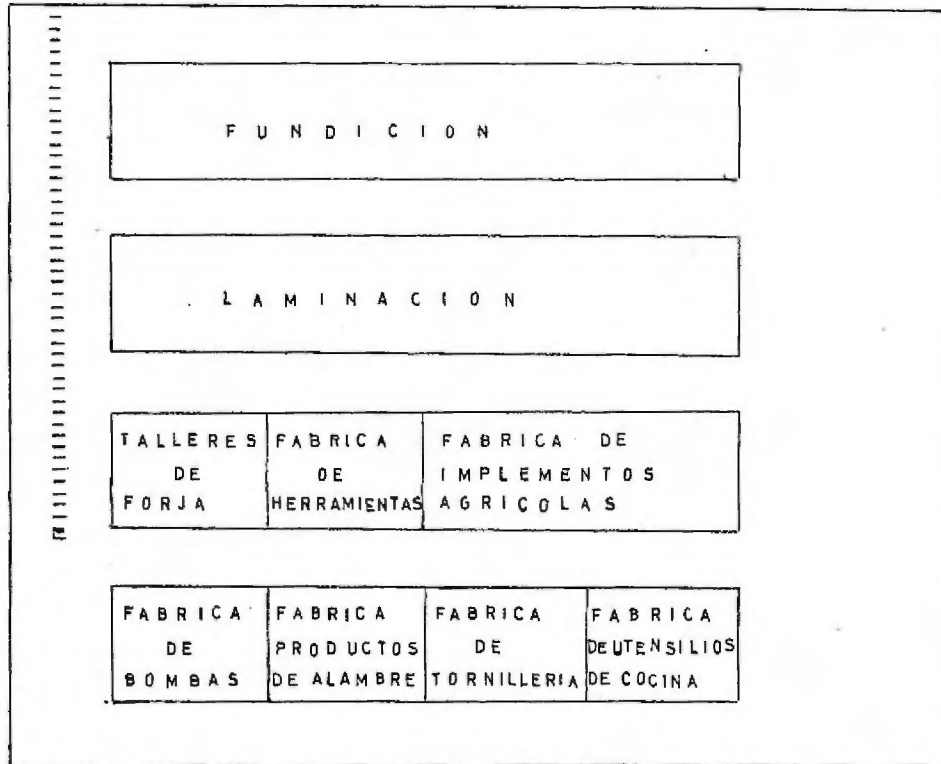 FUNDICION
LAMINACION
TALLERES
DE
FORJA
FABRICA
DE
HERRAMIENTAS
FABRICA DE
IMPLEMENTOS
AGRICOLAS
FABRICA
DE
BOMBAS
FABRICA
PRODUCTOS
DE ALAMBRE
FABRICA
DE
TORNILLERIA
FABRICA
DE UTENSILIOS
DE COCINA